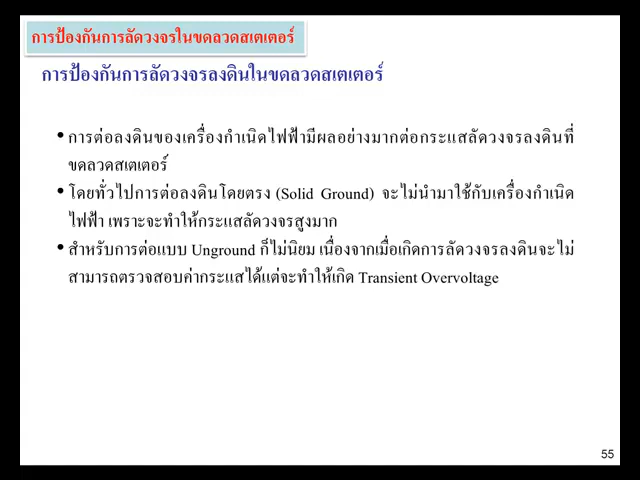 การป้องกันการลัดวงจรในขดลวดสเตเตอร์
การป้องกันการลัดวงจรลงดินในขดลวดสเตเตอร์
• การต่อลงดินของเครื่องกำเนิดไฟฟ้ามีผลอย่างมากต่อกระแสลัดวงจรลงดินที่
ขดลวดสเตเตอร์
• โดยทั่วไปการต่อลงดินโดยตรง (Solid Ground) จะไม่นำมาใช้กับเครื่องกำเนิด
ไฟฟ้า เพราะจะทำให้กระแสลัดวงจรสูงมาก
• สำหรับการต่อแบบ Unground ก็ไม่นิยม เนื่องจากเมื่อเกิดการลัดวงจรลงดินจะไม่
สามารถตรวจสอบค่ากระแสได้แต่จะทำให้เกิด Transient Overvoltage
55